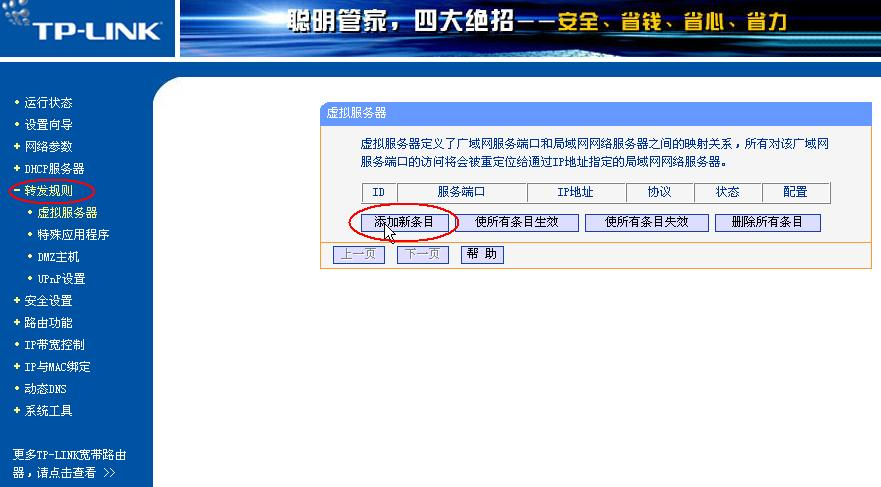 TP-LINK
聪明管家，四大绝招——安全、省钱、省心、省力
运行状态
设置向导
网络参数
DHCP服务器
转发规则
虚拟服务器
特殊应用程序
DMZ主机
UPnP设置
安全设置
路由功能
IP带宽控制
IP与MAC绑定
动态DNS
系统工具
更多TP-LINK宽带路由
器，请点击查看 >>
虚拟服务器
虚拟服务器定义了广域网服务端口和局域网网络服务器之间的映射关系，所有对该广域网
服务端口的访问将会被重定位给通过IP地址指定的局域网网络服务器。
ID 服务端口 IP地址 协议 状态 配置
添加新条目 使所有条目生效 使所有条目失效 删除所有条目
上一页 下一页 帮 助